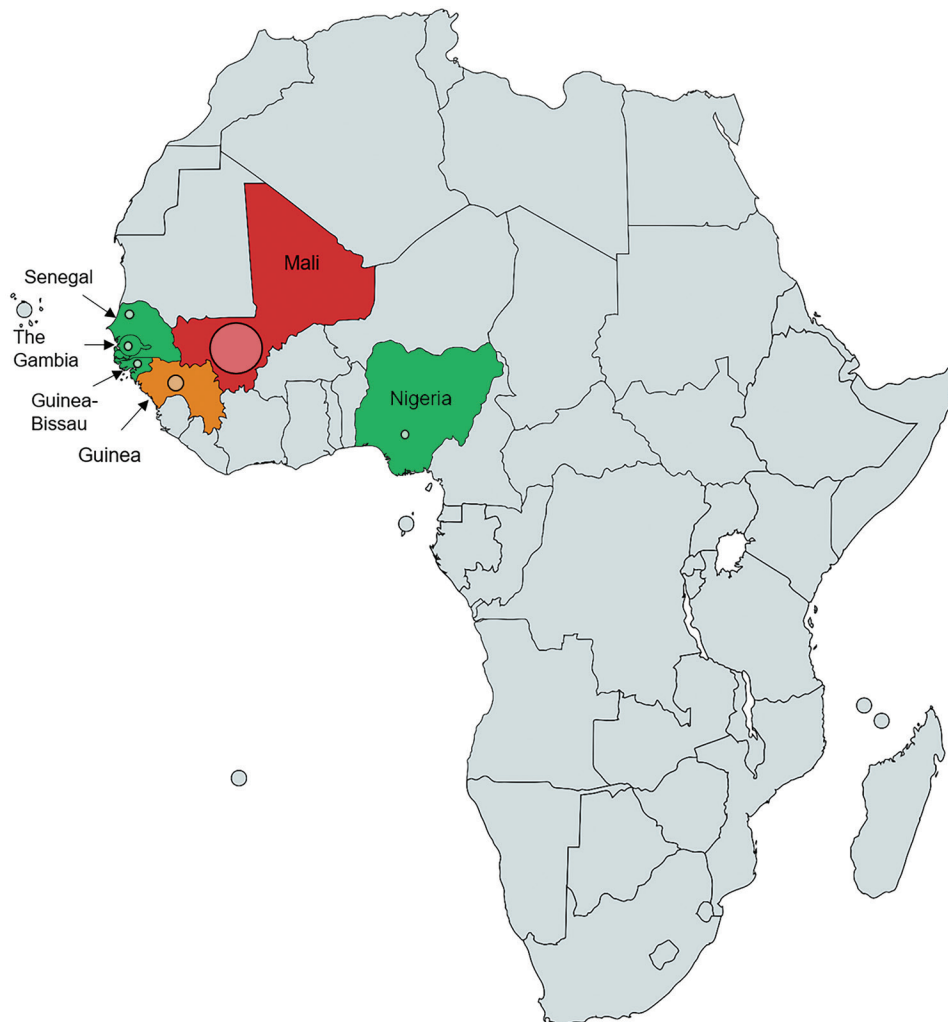 Mali
Senegal
The
Gambia
Guinea-
Bissau
Guinea
Nigeria